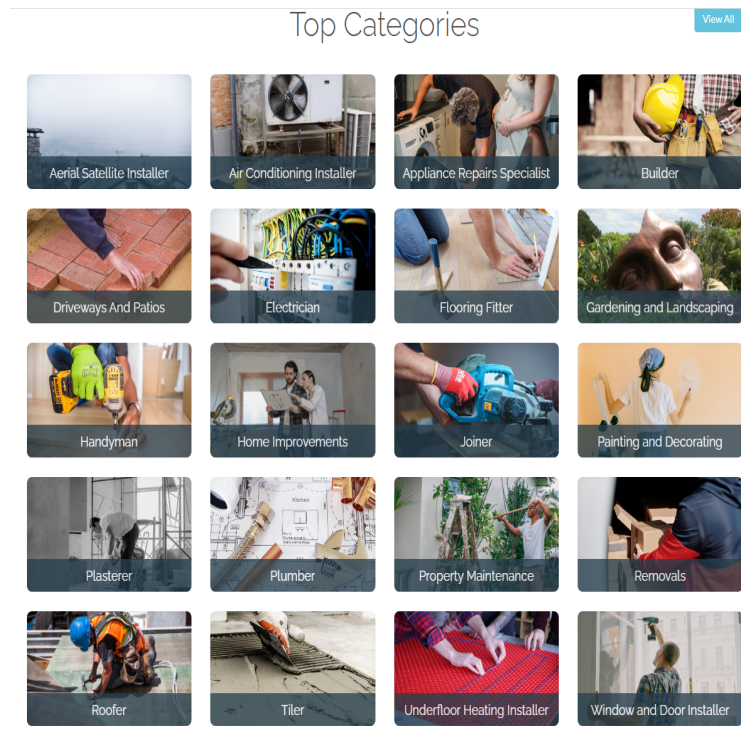 Top Categories
View All
Aerial Satellite Installer
Air Conditioning Installer
Appliance Repairs Specialist
Builder
Driveways And Patios
Electrician
Flooring Fitter
Gardening and Landscaping
Handyman
Home Improvements
Joiner
Painting and Decorating
Plasterer
Kitchen
Plumber
Property Maintenance
Removals
Roofer
Tiler
Underfloor Heating Installer
Window and Door Installer